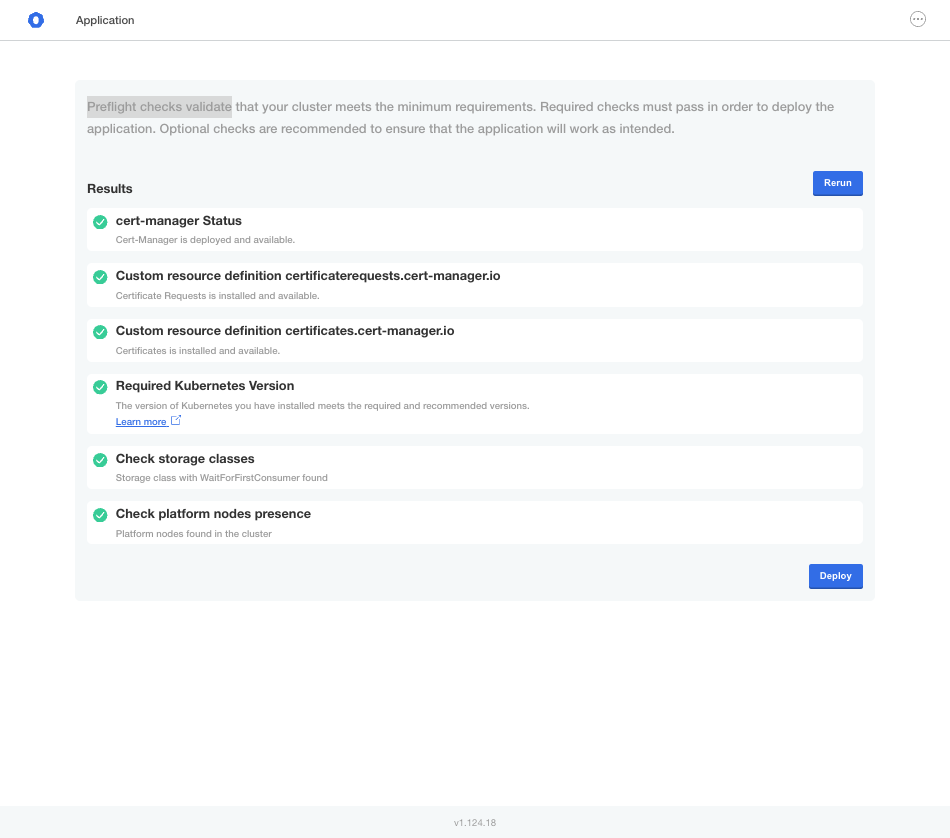 Application
Preflight checks validate that your cluster meets the minimum requirements. Required checks must pass in order to deploy the
application. Optional checks are recommended to ensure that the application will work as intended.
Results
Rerun
cert-manager Status
Cert-Manager is deployed and available.
Custom resource definition certificaterequests.cert-manager.io
Certificate Requests is installed and available.
Custom resource definition certificates.cert-manager.io
Certificates is installed and available.
Required Kubernetes Version
The version of Kubernetes you have installed meets the required and recommended versions.
Learn more
Check storage classes
Storage class with WaitForFirstConsumer found
Check platform nodes presence
Platform nodes found in the cluster
Deploy
v1.124.18